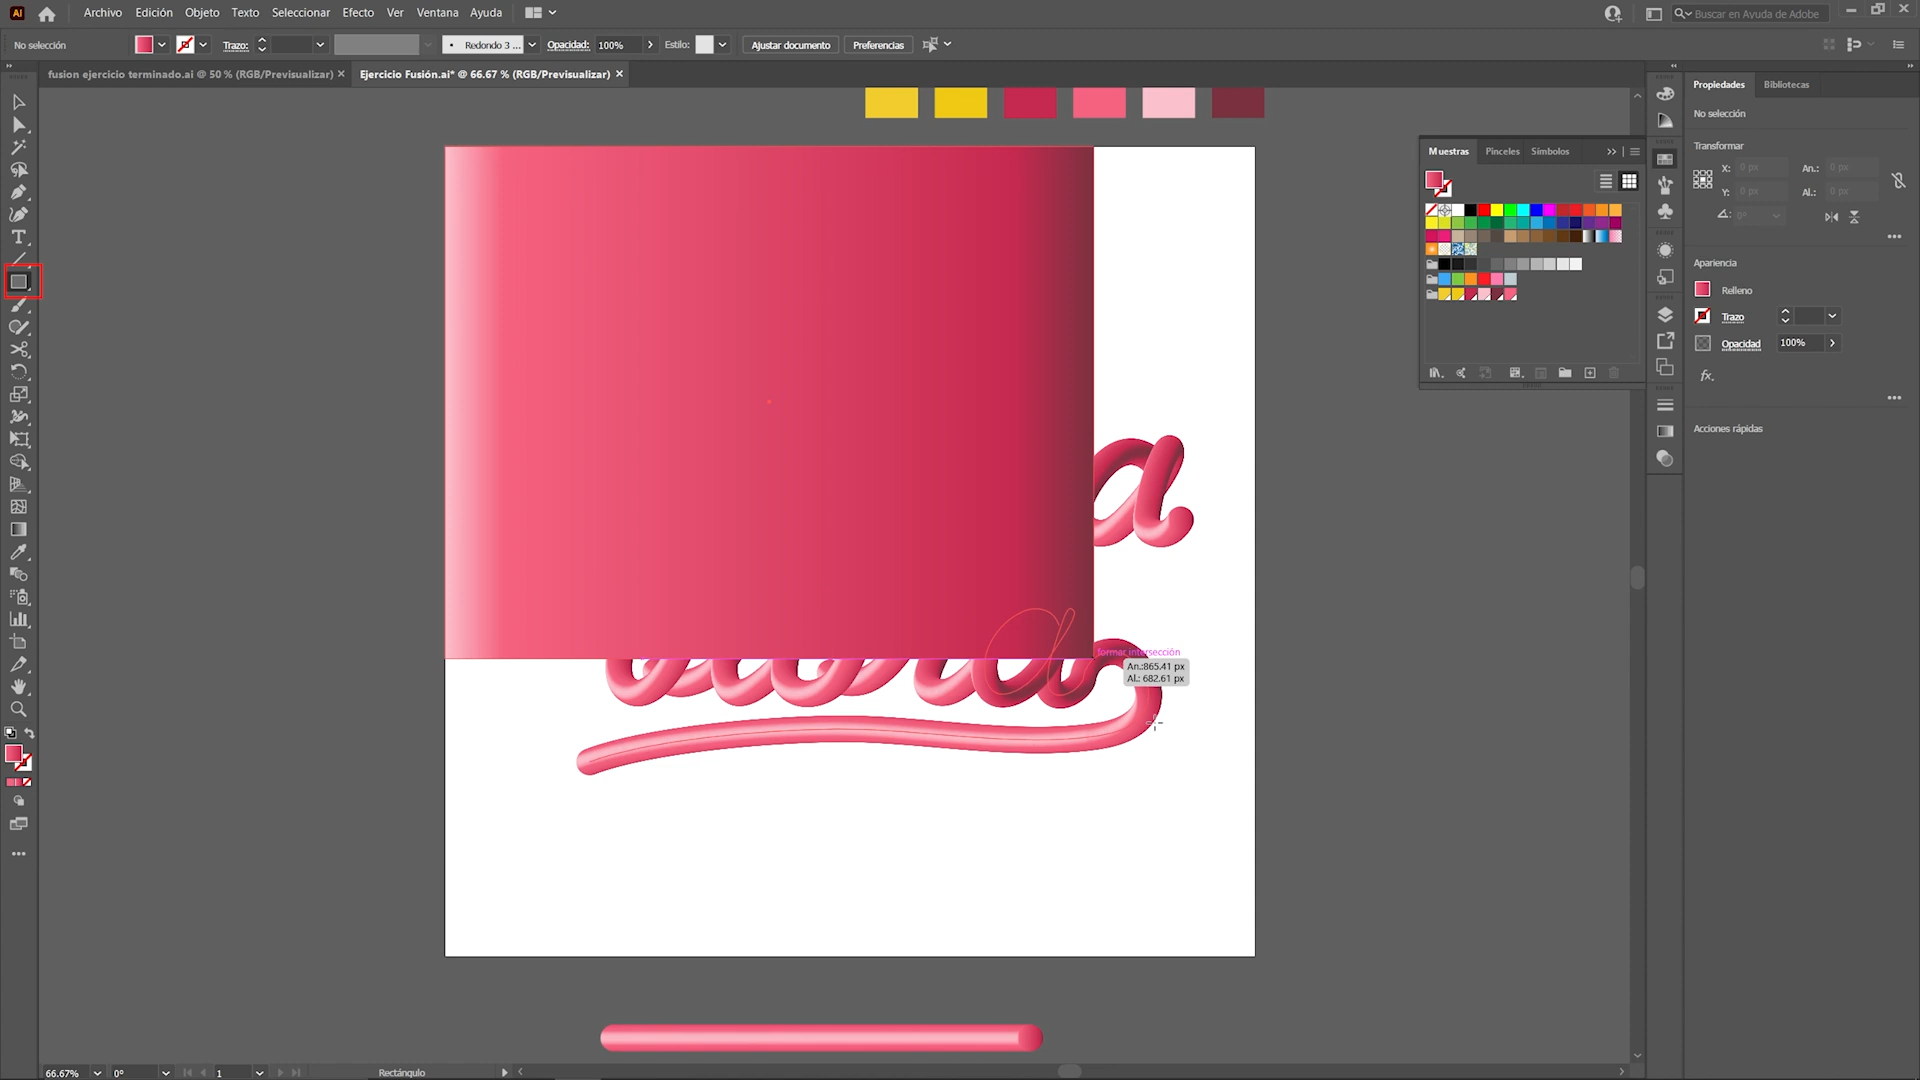 Ai Archivo Edición Objeto Texto Seleccionar Efecto Ver Ventana Ayuda Buscar en Ayuda de Adobe
No selección Trazo: Redondo 3 ... Opacidad: 100% Estilo: Ajustar documento Preferencias
fusion ejercicio terminado.ai @ 50 % (RGB/Previsualizar) × Ejercicio Fusión.ai* @ 66.67 % (RGB/Previsualizar) ×
Propiedades Bibliotecas
No selección
Transformar
X: 0 px An.: 0 px
Y: 0 px Al.: 0 px
0°
Apariencia
Relleno
Trazo
Opacidad 100%
fx.
Acciones rápidas
Muestras Pinceles Símbolos
a
formar intersección
An.:865.41 px
Al.: 682.61 px
66.67% 0° 1 Rectángulo